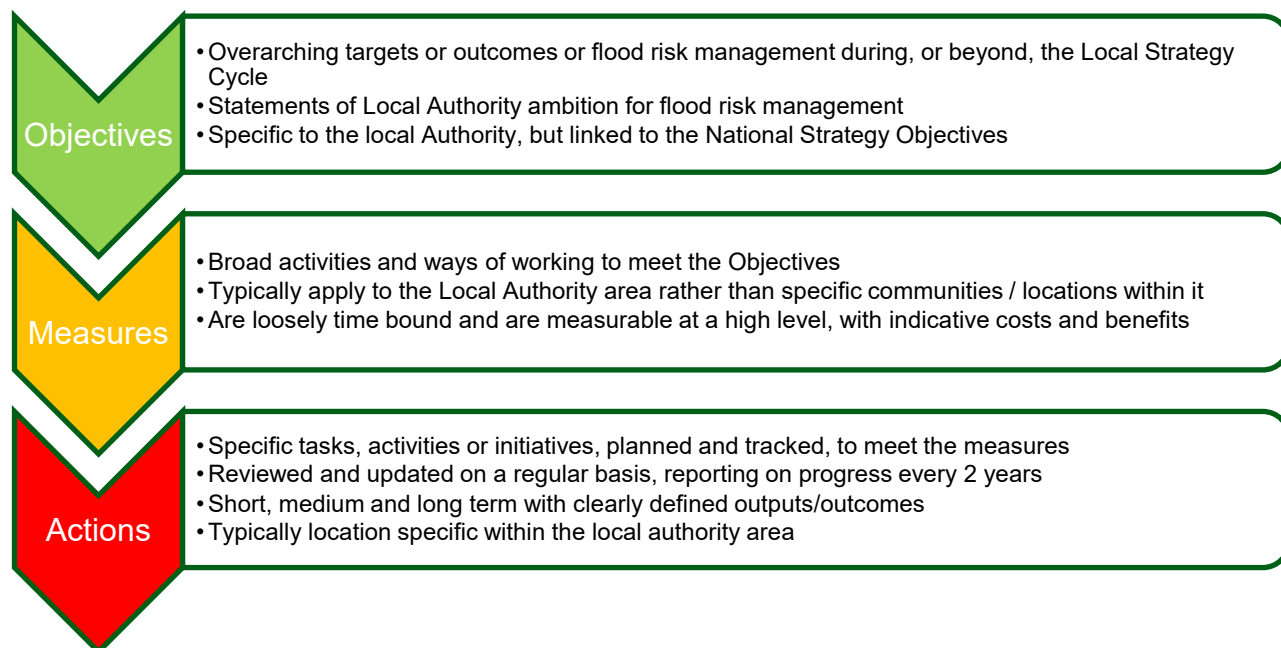 Objectives
•Overarching targets or outcomes or flood risk management during, or beyond, the Local Strategy
Cycle
•Statements of Local Authority ambition for flood risk management
•Specific to the local Authority, but linked to the National Strategy Objectives
Measures
•Broad activities and ways of working to meet the Objectives
•Typically apply to the Local Authority area rather than specific communities / locations within it
•Are loosely time bound and are measurable at a high level, with indicative costs and benefits
Actions
•Specific tasks, activities or initiatives, planned and tracked, to meet the measures
•Reviewed and updated on a regular basis, reporting on progress every 2 years
•Short, medium and long term with clearly defined outputs/outcomes
•Typically location specific within the local authority area